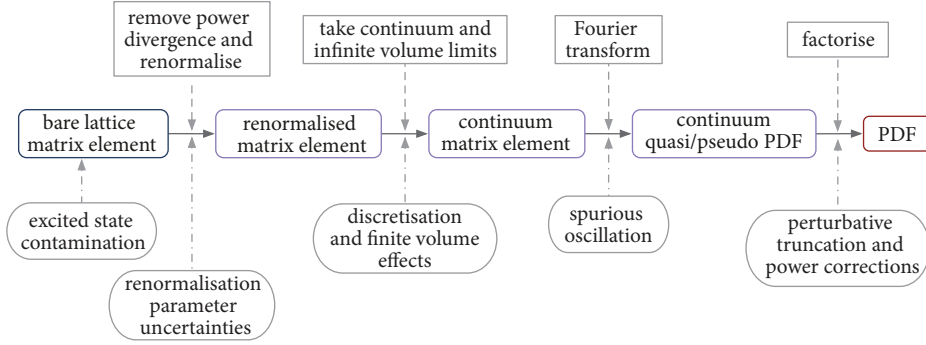 remove power
divergence and
renormalise
take continuum and
infinite volume limits
Fourier
transform
factorise
bare lattice
matrix element
renormalised
matrix element
continuum
matrix element
continuum
quasi/pseudo PDF
PDF
excited state
contamination
renormalisation
parameter
uncertainties
discretisation
and finite volume
effects
spurious
oscillation
perturbative
truncation and
power corrections